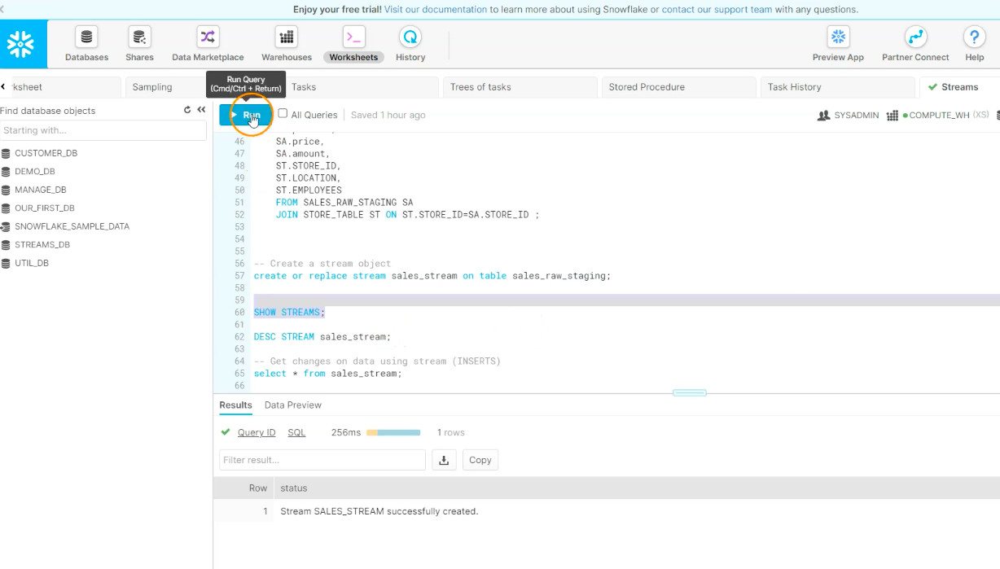 Enjoy your free trial! Visit our documentation to learn more about using Snowflake or contact our support team with any questions.
Databases
Shares
Data Marketplace
Warehouses
Worksheets
History
Preview App
Partner Connect
Help
ksheet
Sampling
Tasks
Trees of tasks
Stored Procedure
Task History
Streams
Run Query
(Cmd/Ctrl + Return)
Find database objects
Starting with...
CUSTOMER_DB
DEMO_DB
MANAGE_DB
OUR_FIRST_DB
SNOWFLAKE_SAMPLE_DATA
STREAMS_DB
UTIL_DB
Run
All Queries
Saved 1 hour ago
SYSADMIN
COMPUTE_WH (XS)
46 SA.price,
47 SA.amount,
48 ST.STORE_ID,
49 ST.LOCATION,
50 ST.EMPLOYEES
51 FROM SALES_RAW_STAGING SA
52 JOIN STORE_TABLE ST ON ST.STORE_ID=SA.STORE_ID ;
53
54
55
56 -- Create a stream object
57 create or replace stream sales_stream on table sales_raw_staging;
58
59
60 SHOW STREAMS;
61
62 DESC STREAM sales_stream;
63
64 -- Get changes on data using stream (INSERTS)
65 select * from sales_stream;
66
Results
Data Preview
Query ID
SQL
256ms
1 rows
Filter result...
Copy
Row status
1 Stream SALES_STREAM successfully created.